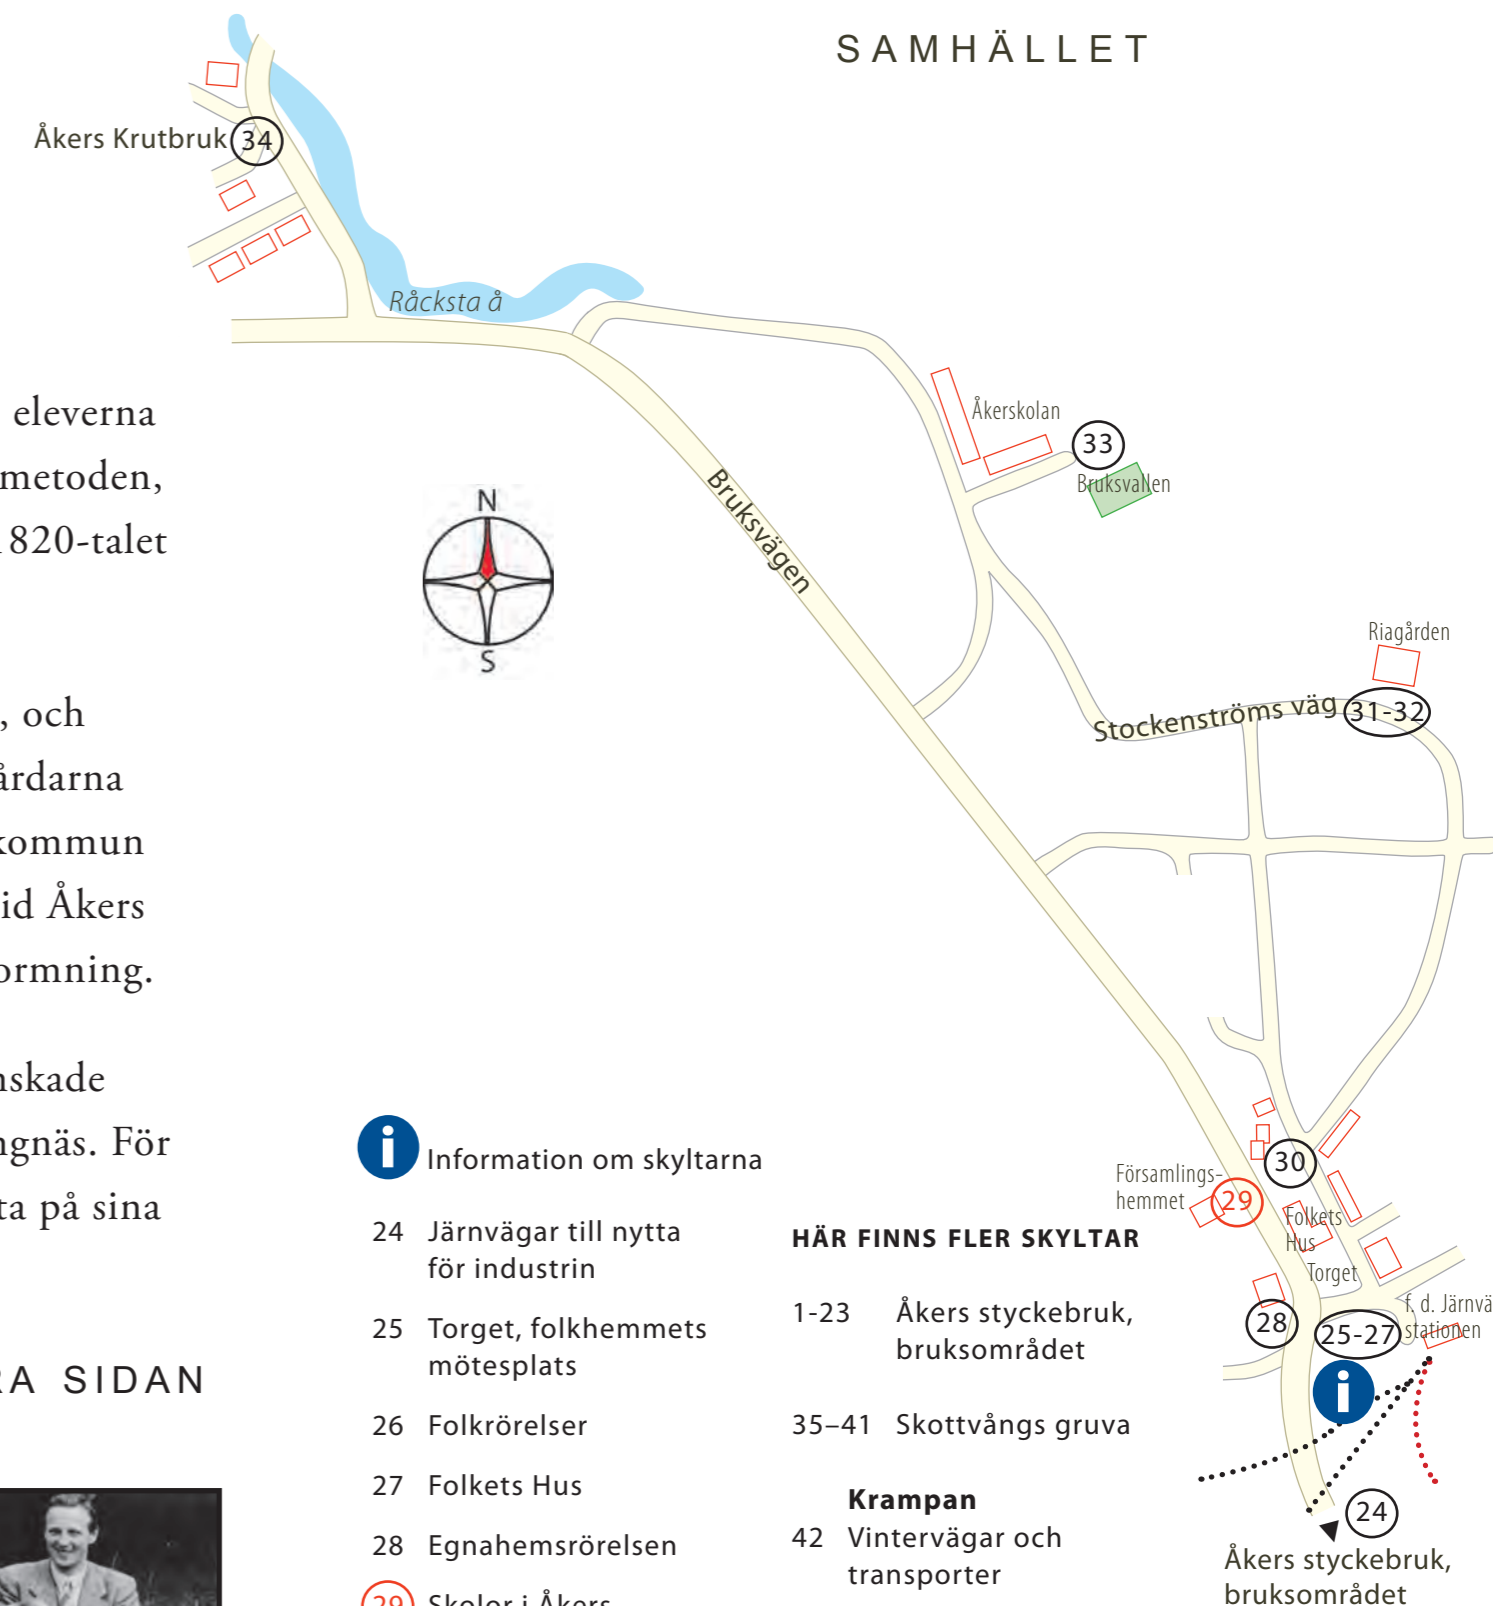 SAMHÄLLET
Åkers Krutbruk 34
Råcksta å
eleverna
metoden,
820-talet
, och
kommun
id Åkers
För
ta på sina
SIDAN
N
S
Bruksvägen
Åkerskolan
33
Bruksvallen
Riagården
Stockenströms väg 31-32
30
Församlings-
hemmet
29
Folkets
Hus
Torget
28
25-27
f. d. Järnvä
stationen
i
24
Åkers styckebruk,
bruksområdet
i Information om skyltarna
24 Järnvägar till nytta
för industrin
25 Torget, folkhemmets
mötesplats
26 Folkrörelser
27 Folkets Hus
28 Egnahemsrörelsen
29 Skolor i Åkers
HÄR FINNS FLER SKYLTAR
1-23 Åkers styckebruk,
bruksområdet
35–41 Skottvångs gruva
Krampan
42 Vintervägar och
transporter